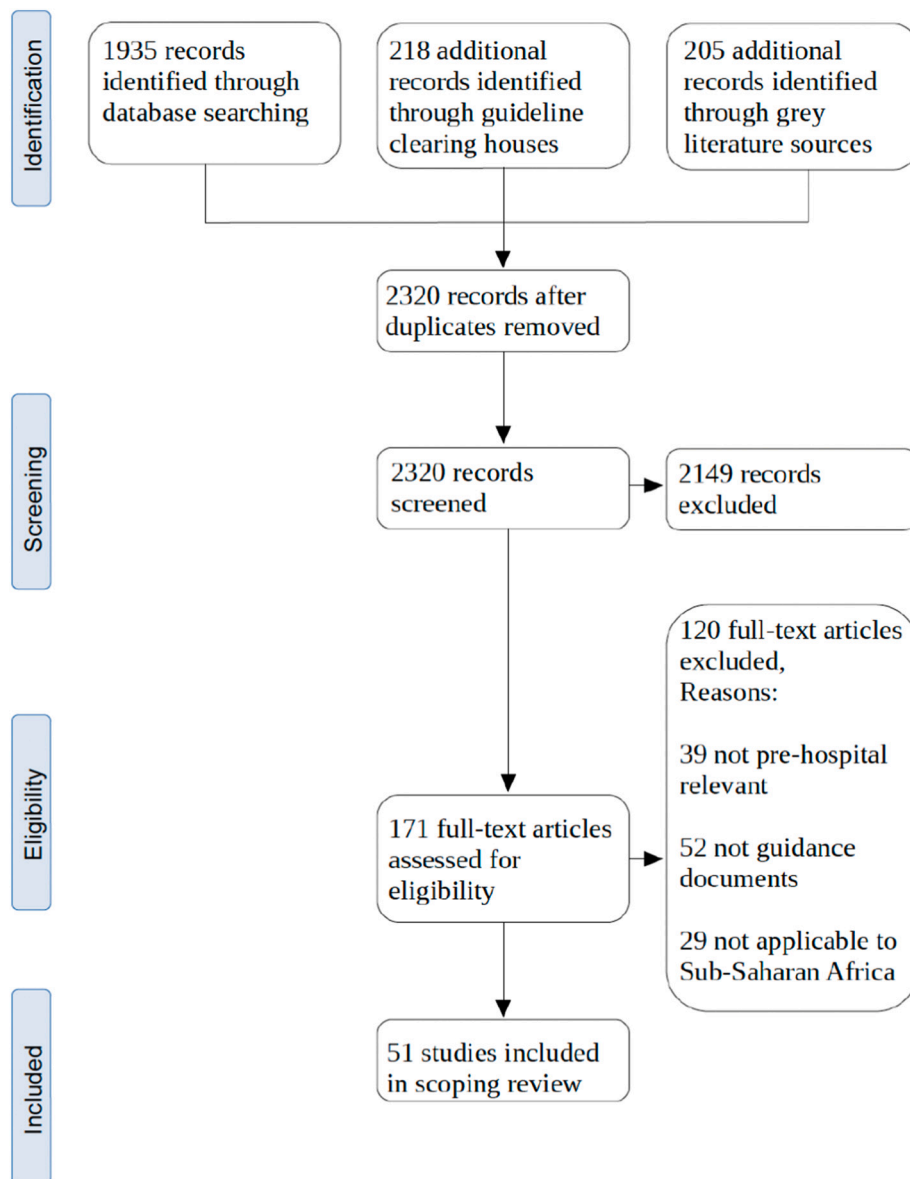 Identification
1935 records
identified through
database searching
218 additional
records identified
through guideline
clearing houses
205 additional
records identified
through grey
literature sources
2320 records after
duplicates removed
Screening
2320 records
screened
2149 records
excluded
Eligibility
171 full-text articles
assessed for
eligibility
120 full-text articles
excluded,
Reasons:
39 not pre-hospital
relevant
52 not guidance
documents
29 not applicable to
Sub-Saharan Africa
Included
51 studies included
in scoping review